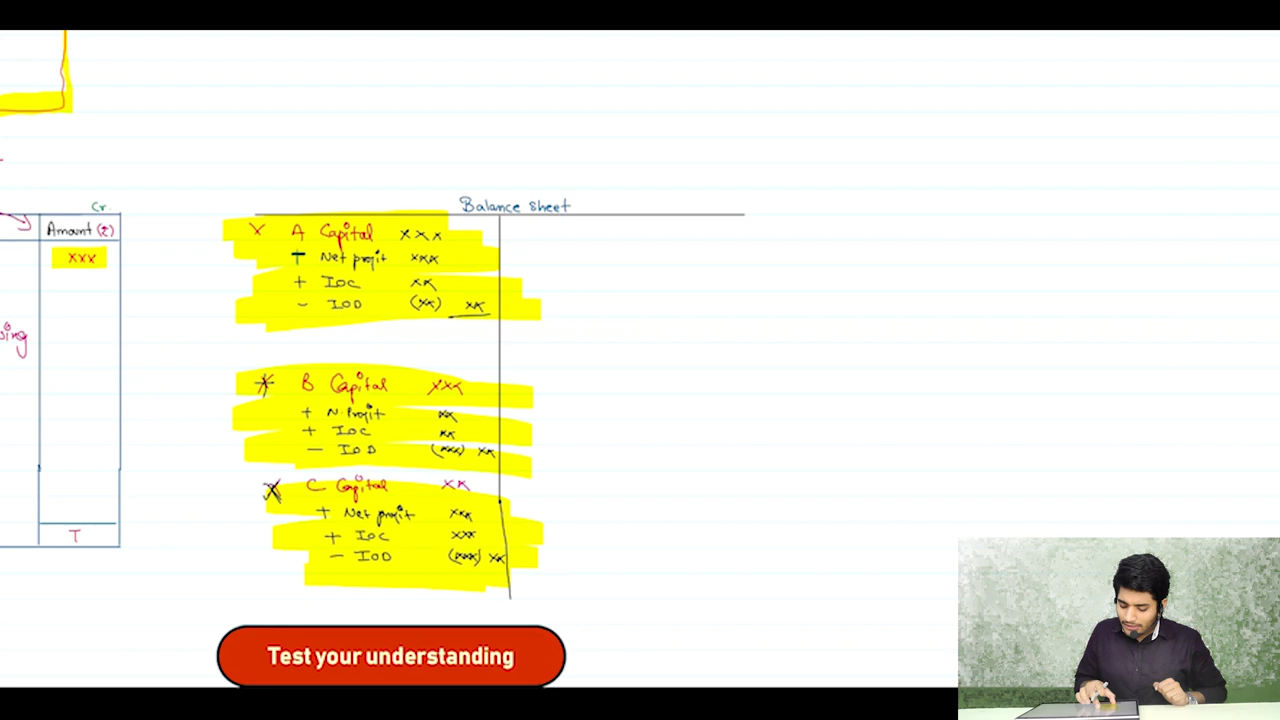 Cr.
Amount (₹)
xxx
sing
T
Balance sheet
X A Capital xxx
+ Net profit xxx
+ IOC xx
- IOD (xx) xx
B Capital xxx
+ N. Profit xx
+ IOC xx
- IOD (xxx) xx
C Capital xx
+ Net profit xxx
+ IOC xxx
- IOD (xxx) xx
Test your understanding